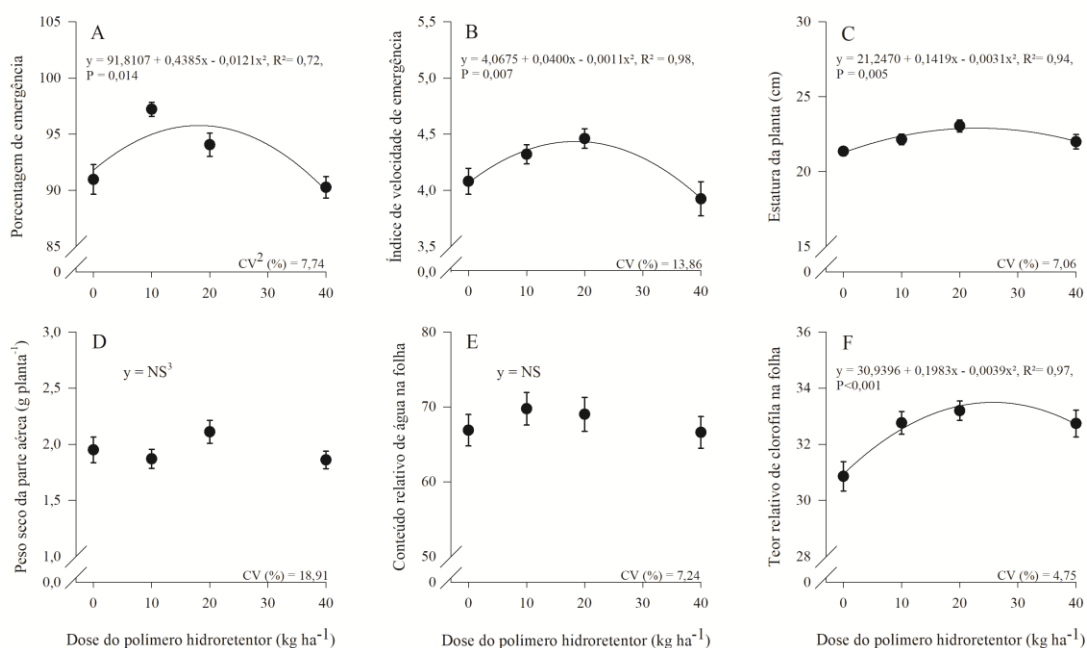 A
y = 91,8107 + 0,4385x - 0,0121x², R²= 0,72,
P = 0,014
Porcentagem de emergência
105
100
95
90
85
0,0
CV² (%) = 7,74
0 10 20 30 40
B
y = 4,0675 + 0,0400x - 0,0011x², R² = 0,98,
P = 0,007
Índice de velocidade de emergência
5,5
5,0
4,5
4,0
3,5
0,0
CV (%) = 13,86
0 10 20 30 40
C
y = 21,2470 + 0,1419x - 0,0031x², R²= 0,94,
P = 0,005
Estatura da planta (cm)
30
23
15
0
CV (%) = 7,06
0 10 20 30 40
D
y = NS³
Peso seco da parte aérea (g planta⁻¹)
3,0
2,5
2,0
1,5
1,0
0,0
CV (%) = 18,91
0 10 20 30 40
Dose do polímero hidroretentor (kg ha⁻¹)
E
y = NS
Conteúdo relativo de água na folha
80
70
60
50
0
CV (%) = 7,24
0 10 20 30 40
Dose do polímero hidroretentor (kg ha⁻¹)
F
y = 30,9396 + 0,1983x - 0,0039x², R²= 0,97,
P<0,001
Teor relativo de clorofila na folha
36
34
32
30
28
0
CV (%) = 4,75
0 10 20 30 40
Dose do polímero hidroretentor (kg ha⁻¹)